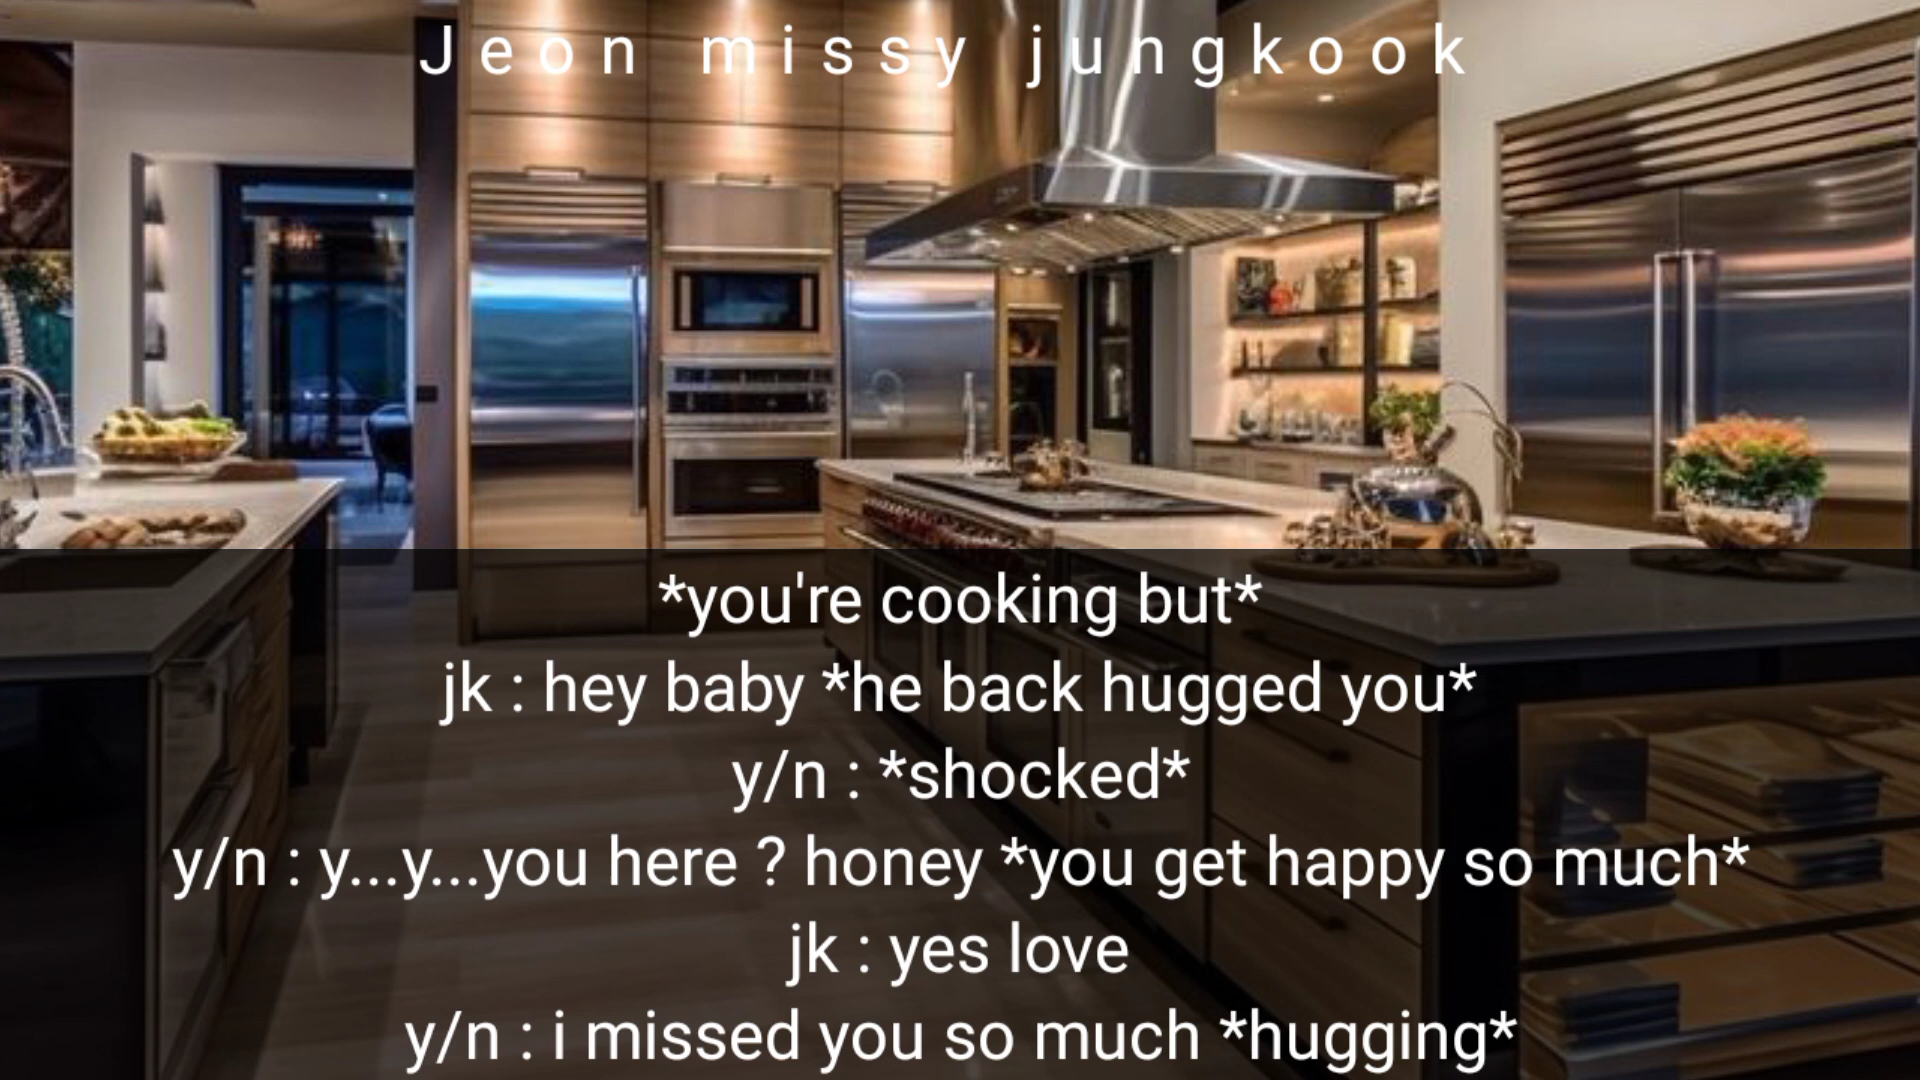 Jeon missy jungkook
*you're cooking but*
jk : hey baby *he back hugged you*
y/n : *shocked*
y/n : y...y...you here ? honey *you get happy so much*
jk : yes love
y/n : i missed you so much *hugging*